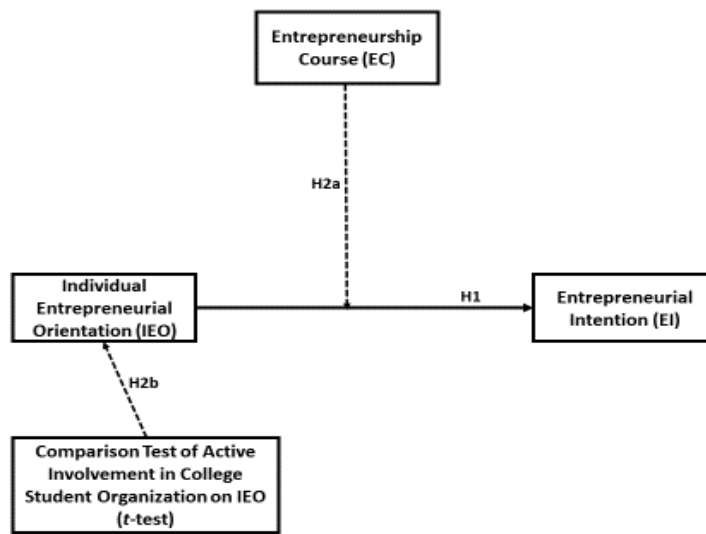 Entrepreneurship
Course (EC)
H2a
Individual
Entrepreneurial
Orientation (IEO)
H1
Entrepreneurial
Intention (EI)
H2b
Comparison Test of Active
Involvement in College
Student Organization on IEO
(t-test)